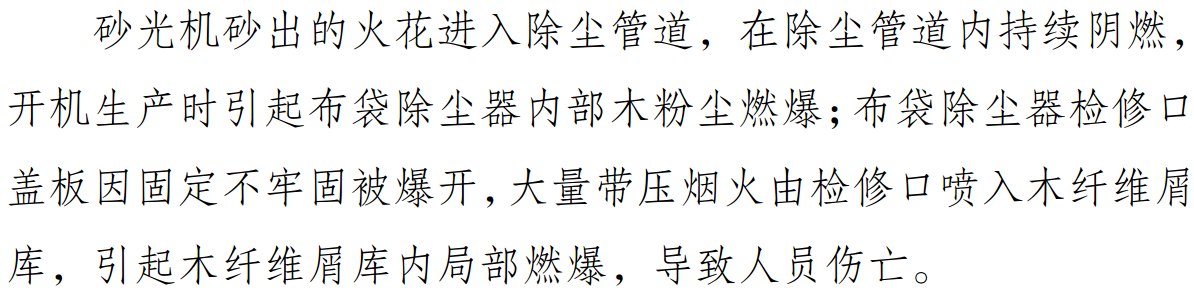 砂光机砂出的火花进入除尘管道，在除尘管道内持续阴燃，
开机生产时引起布袋除尘器内部木粉尘燃爆；布袋除尘器检修口
盖板因固定不牢固被爆开，大量带压烟火由检修口喷入木纤维屑
库，引起木纤维屑库内局部燃爆，导致人员伤亡。